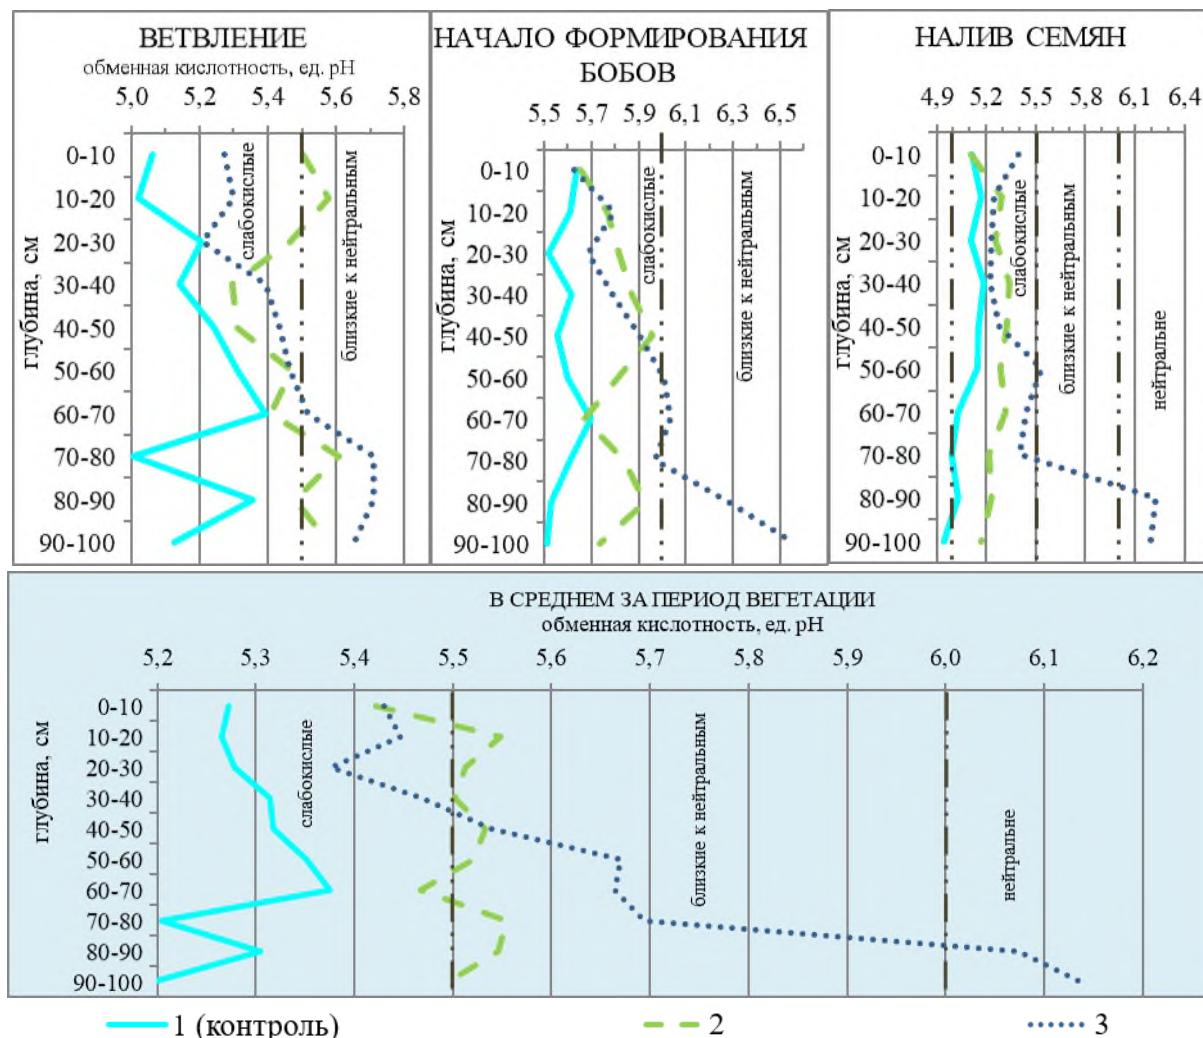 ВЕТВЛЕНИЕ
обменная кислотность, ед. pH
5,0 5,2 5,4 5,6 5,8
глубина, см
0-10
10-20
20-30
30-40
40-50
50-60
60-70
70-80
80-90
90-100
слабокислые
близкие к нейтральным
НАЧАЛО ФОРМИРОВАНИЯ
БОБОВ
5,5 5,7 5,9 6,1 6,3 6,5
глубина, см
0-10
10-20
20-30
30-40
40-50
50-60
60-70
70-80
80-90
90-100
слабокислые
близкие к нейтральным
НАЛИВ СЕМЯН
4,9 5,2 5,5 5,8 6,1 6,4
глубина, см
0-10
10-20
20-30
30-40
40-50
50-60
60-70
70-80
80-90
90-100
слабокислые
близкие к нейтральным
нейтральне
В СРЕДНЕМ ЗА ПЕРИОД ВЕГЕТАЦИИ
обменная кислотность, ед. pH
5,2 5,3 5,4 5,5 5,6 5,7 5,8 5,9 6,0 6,1 6,2
глубина, см
0-10
10-20
20-30
30-40
40-50
50-60
60-70
70-80
80-90
90-100
слабокислые
близкие к нейтральным
нейтральне
1 (контроль) 2 3